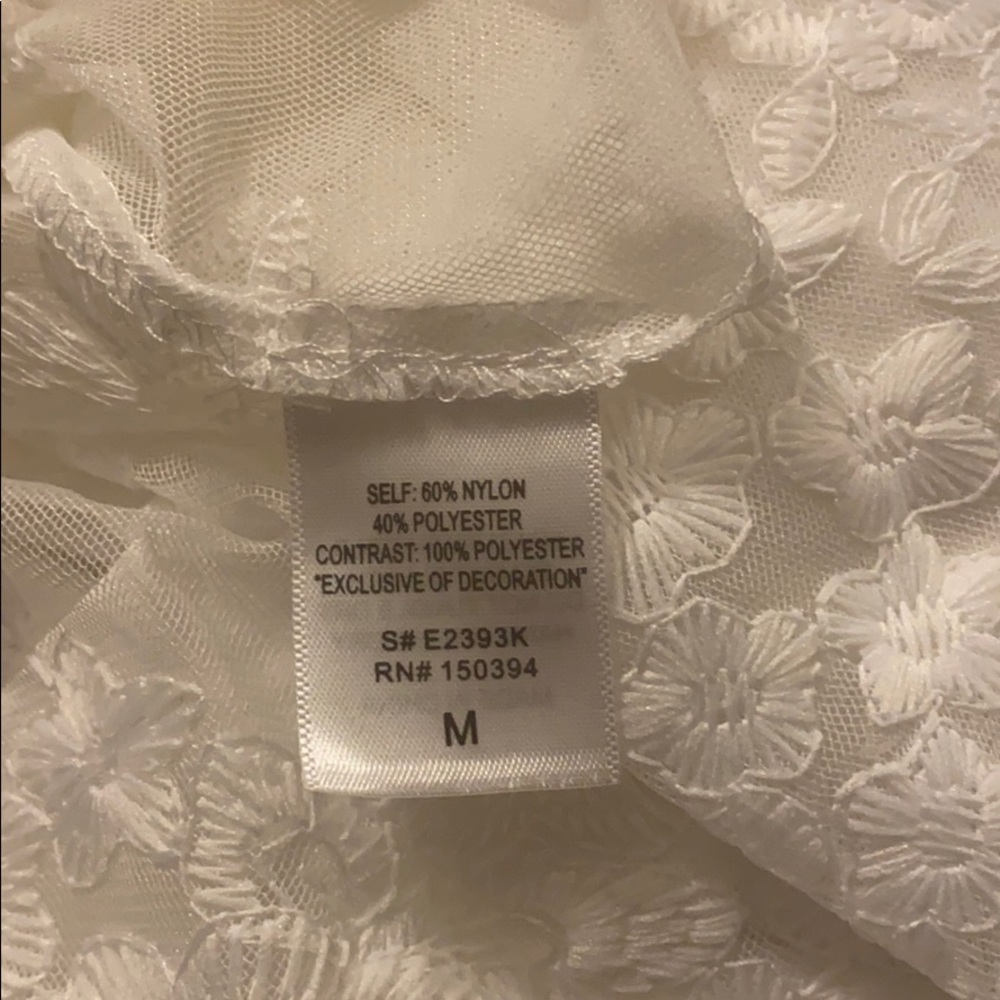 SELF: 60% NYLON
40% POLYESTER
CONTRAST: 100% POLYESTER
"EXCLUSIVE OF DECORATION"
S# E2393K
RN# 150394
M